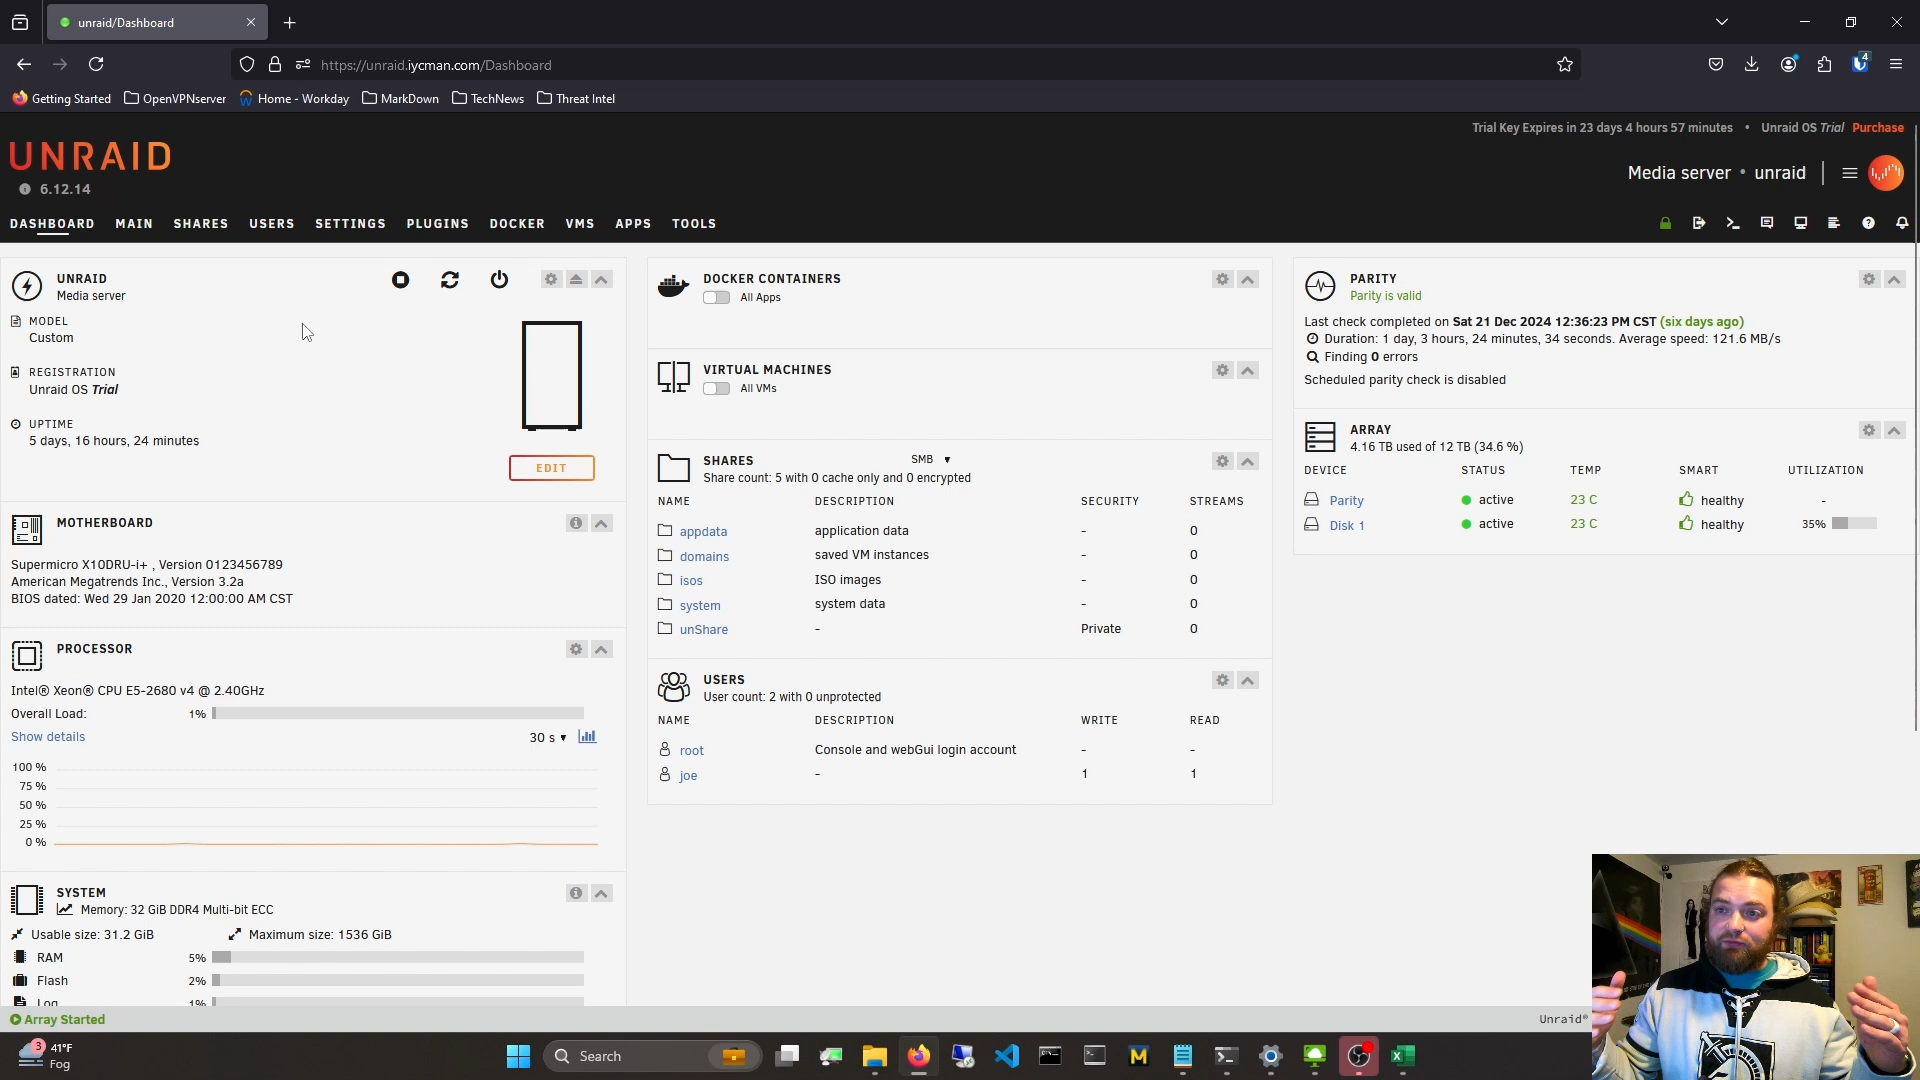 unraid/Dashboard
https://unraid.iycman.com/Dashboard
4
Getting Started
OpenVPNserver
Home - Workday
MarkDown
TechNews
Threat Intel
Trial Key Expires in 23 days 4 hours 57 minutes • Unraid OS Trial Purchase
UNRAID
6.12.14
Media server • unraid
DASHBOARD MAIN SHARES USERS SETTINGS PLUGINS DOCKER VMS APPS TOOLS
UNRAID
Media server
MODEL
Custom
REGISTRATION
Unraid OS Trial
UPTIME
5 days, 16 hours, 24 minutes
EDIT
MOTHERBOARD
Supermicro X10DRU-i+ , Version 0123456789
American Megatrends Inc., Version 3.2a
BIOS dated: Wed 29 Jan 2020 12:00:00 AM CST
PROCESSOR
Intel® Xeon® CPU E5-2680 v4 @ 2.40GHz
Overall Load: 1%
Show details 30 s
100 %
75 %
50 %
25 %
0 %
SYSTEM
Memory: 32 GiB DDR4 Multi-bit ECC
Usable size: 31.2 GiB Maximum size: 1536 GiB
RAM 5%
Flash 2%
Log 1%
DOCKER CONTAINERS
All Apps
VIRTUAL MACHINES
All VMs
SHARES SMB
Share count: 5 with 0 cache only and 0 encrypted
NAME DESCRIPTION SECURITY STREAMS
appdata application data - 0
domains saved VM instances - 0
isos ISO images - 0
system system data - 0
unShare - Private 0
USERS
User count: 2 with 0 unprotected
NAME DESCRIPTION WRITE READ
root Console and webGui login account - -
joe - 1 1
PARITY
Parity is valid
Last check completed on Sat 21 Dec 2024 12:36:23 PM CST (six days ago)
Duration: 1 day, 3 hours, 24 minutes, 34 seconds. Average speed: 121.6 MB/s
Finding 0 errors
Scheduled parity check is disabled
ARRAY
4.16 TB used of 12 TB (34.6 %)
DEVICE STATUS TEMP SMART UTILIZATION
Parity active 23 C healthy -
Disk 1 active 23 C healthy 35%
Array Started
Unraid®
3
41°F
Fog
Search
M